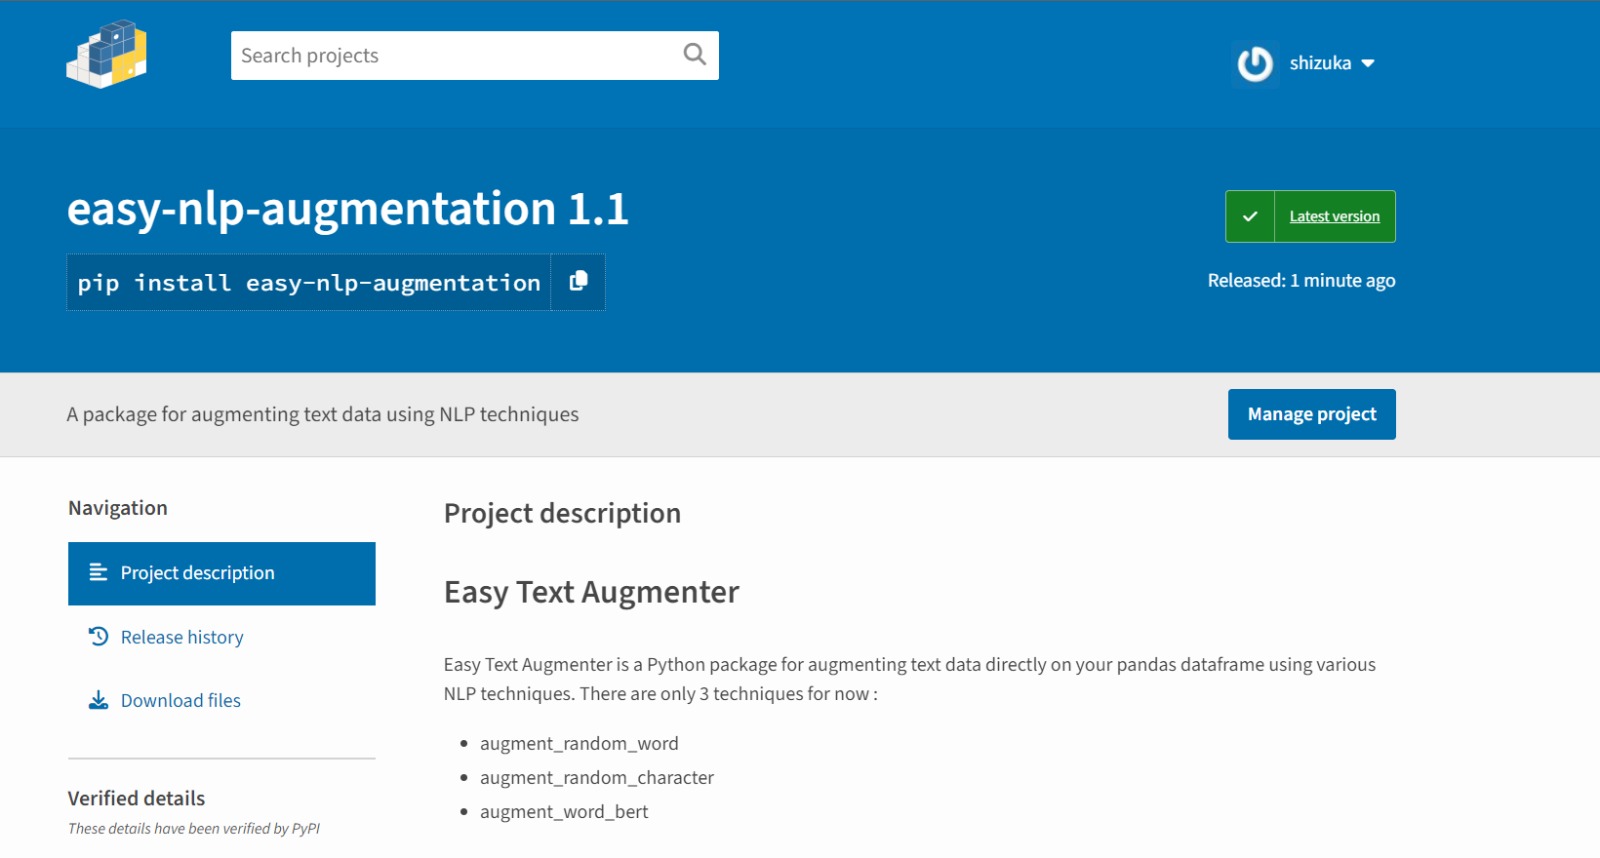 Search projects
shizuka
easy-nlp-augmentation 1.1
Latest version
pip install easy-nlp-augmentation
Released: 1 minute ago
A package for augmenting text data using NLP techniques
Manage project
Navigation
Project description
Release history
Download files
Verified details
These details have been verified by PyPI
Project description
Easy Text Augmenter
Easy Text Augmenter is a Python package for augmenting text data directly on your pandas dataframe using various
NLP techniques. There are only 3 techniques for now :
• augment_random_word
• augment_random_character
• augment_word_bert